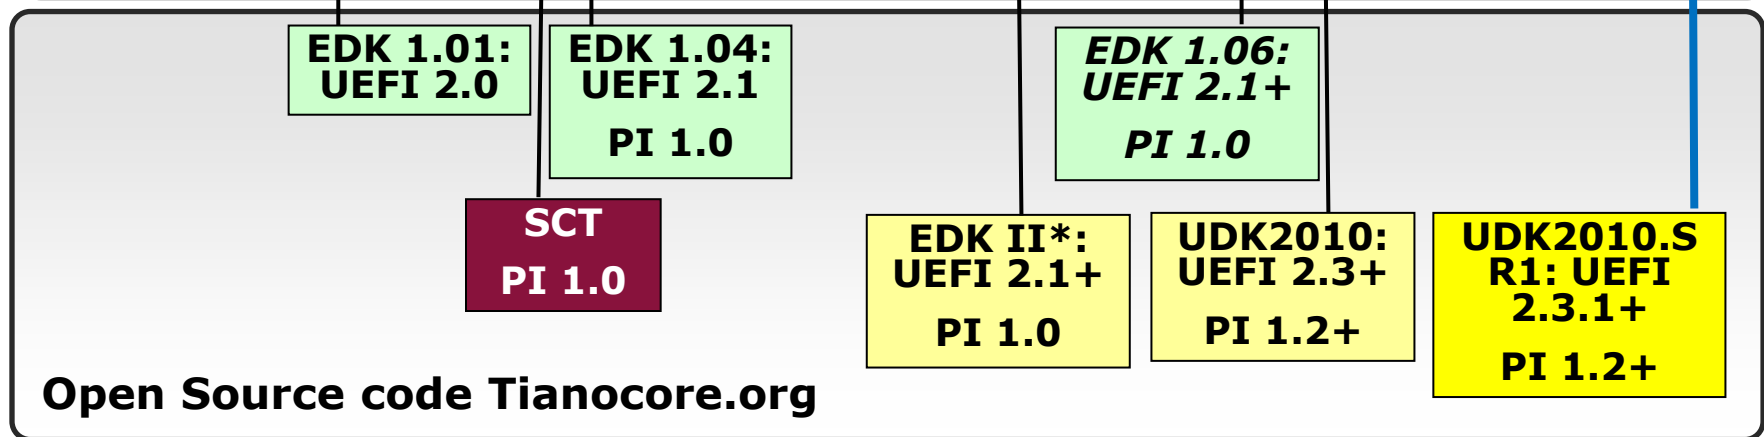 EDK 1.01:
UEFI 2.0
EDK 1.04:
UEFI 2.1
PI 1.0
EDK 1.06:
UEFI 2.1+
PI 1.0
SCT
PI 1.0
EDK II*:
UEFI 2.1+
PI 1.0
UDK2010:
UEFI 2.3+
PI 1.2+
UDK2010.S
R1: UEFI
2.3.1+
PI 1.2+
Open Source code Tianocore.org